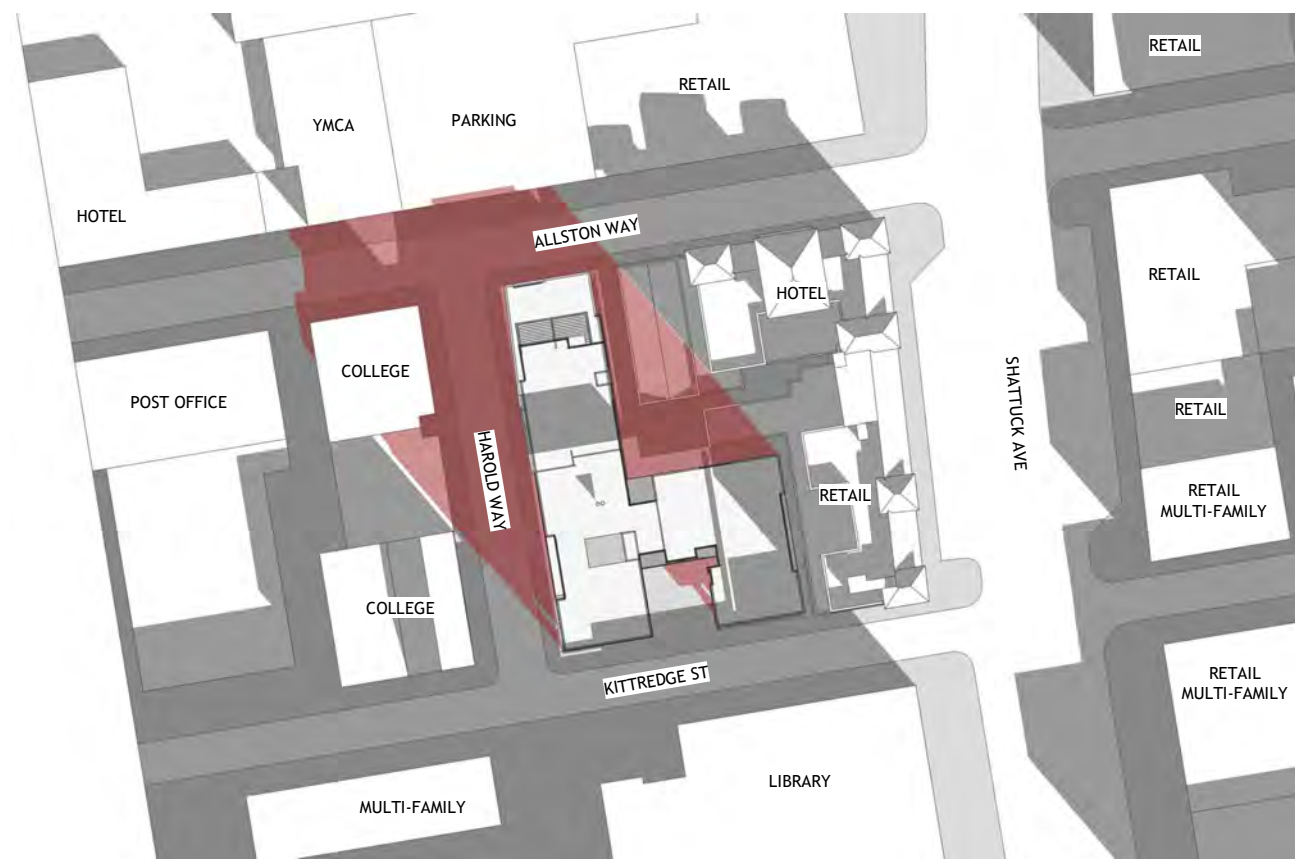 RETAIL
RETAIL
YMCA
PARKING
HOTEL
ALLSTON WAY
RETAIL
HOTEL
COLLEGE
SHATTUCK AVE
POST OFFICE
RETAIL
HAROLD WAY
RETAIL
RETAIL
MULTI-FAMILY
COLLEGE
KITTREDGE ST
RETAIL
MULTI-FAMILY
LIBRARY
MULTI-FAMILY